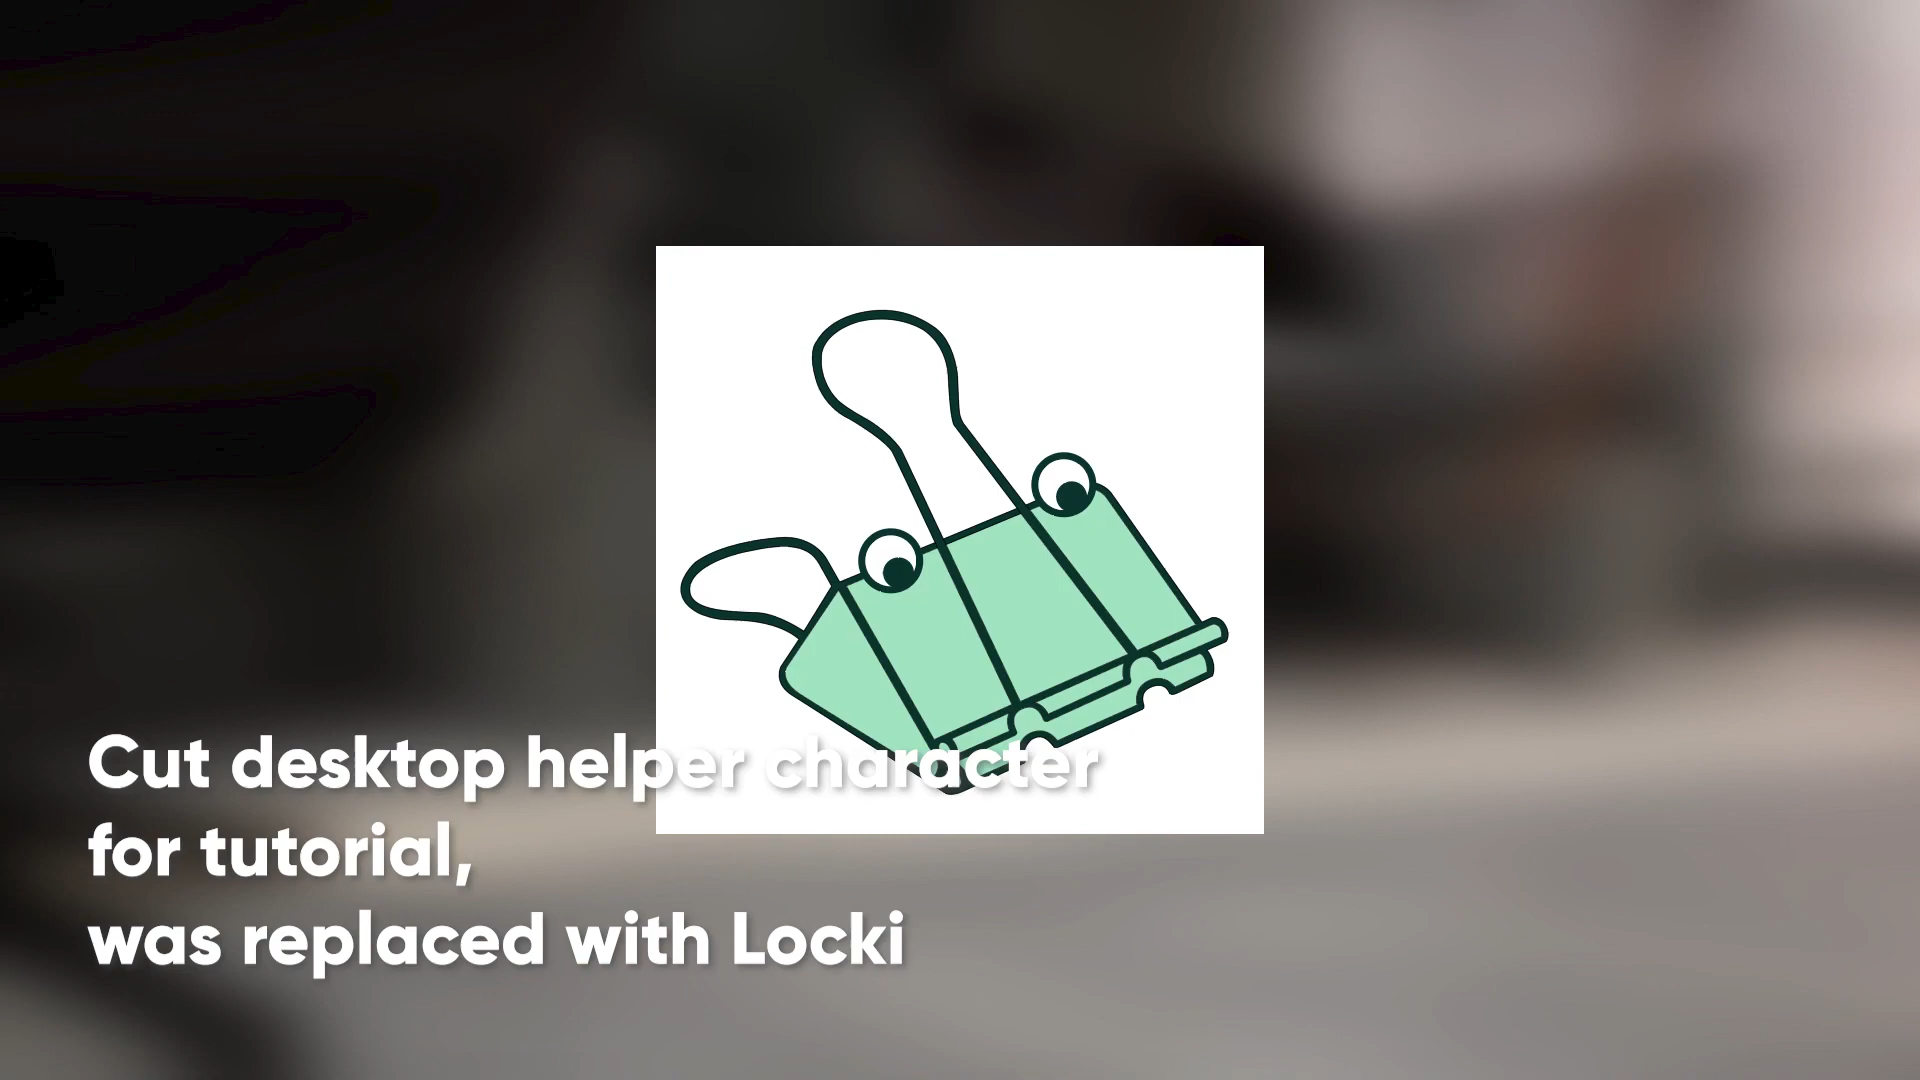 Cut desktop helper character
for tutorial,
was replaced with Locki